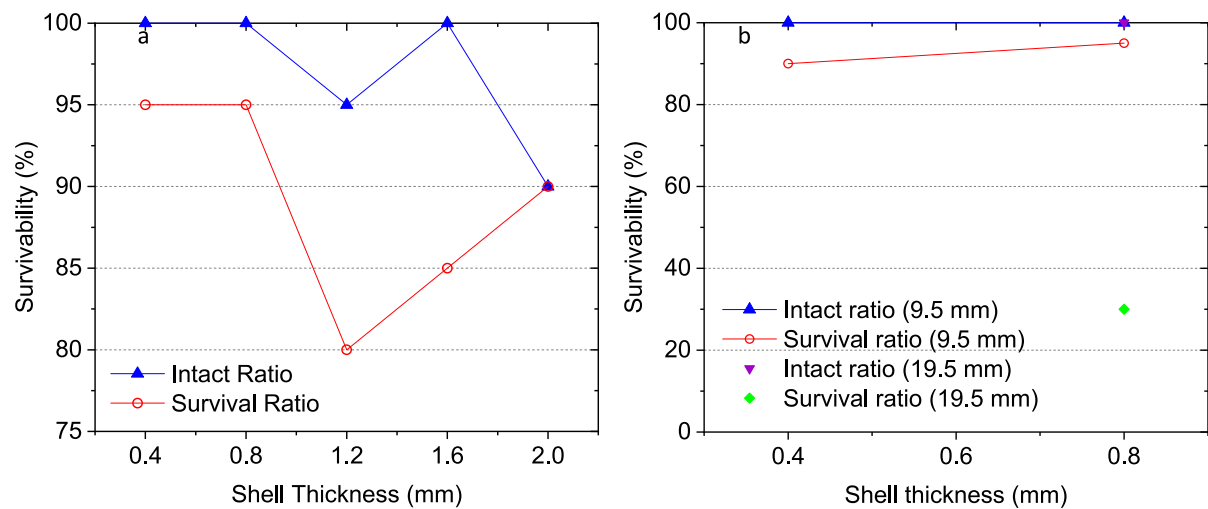 a
100
95
90
85
80
75
Survivability (%)
Intact Ratio
Survival Ratio
0.4 0.8 1.2 1.6 2.0
Shell Thickness (mm)
b
100
80
60
40
20
0
Survivability (%)
Intact ratio (9.5 mm)
Survival ratio (9.5 mm)
Intact ratio (19.5 mm)
Survival ratio (19.5 mm)
0.4 0.6 0.8
Shell thickness (mm)